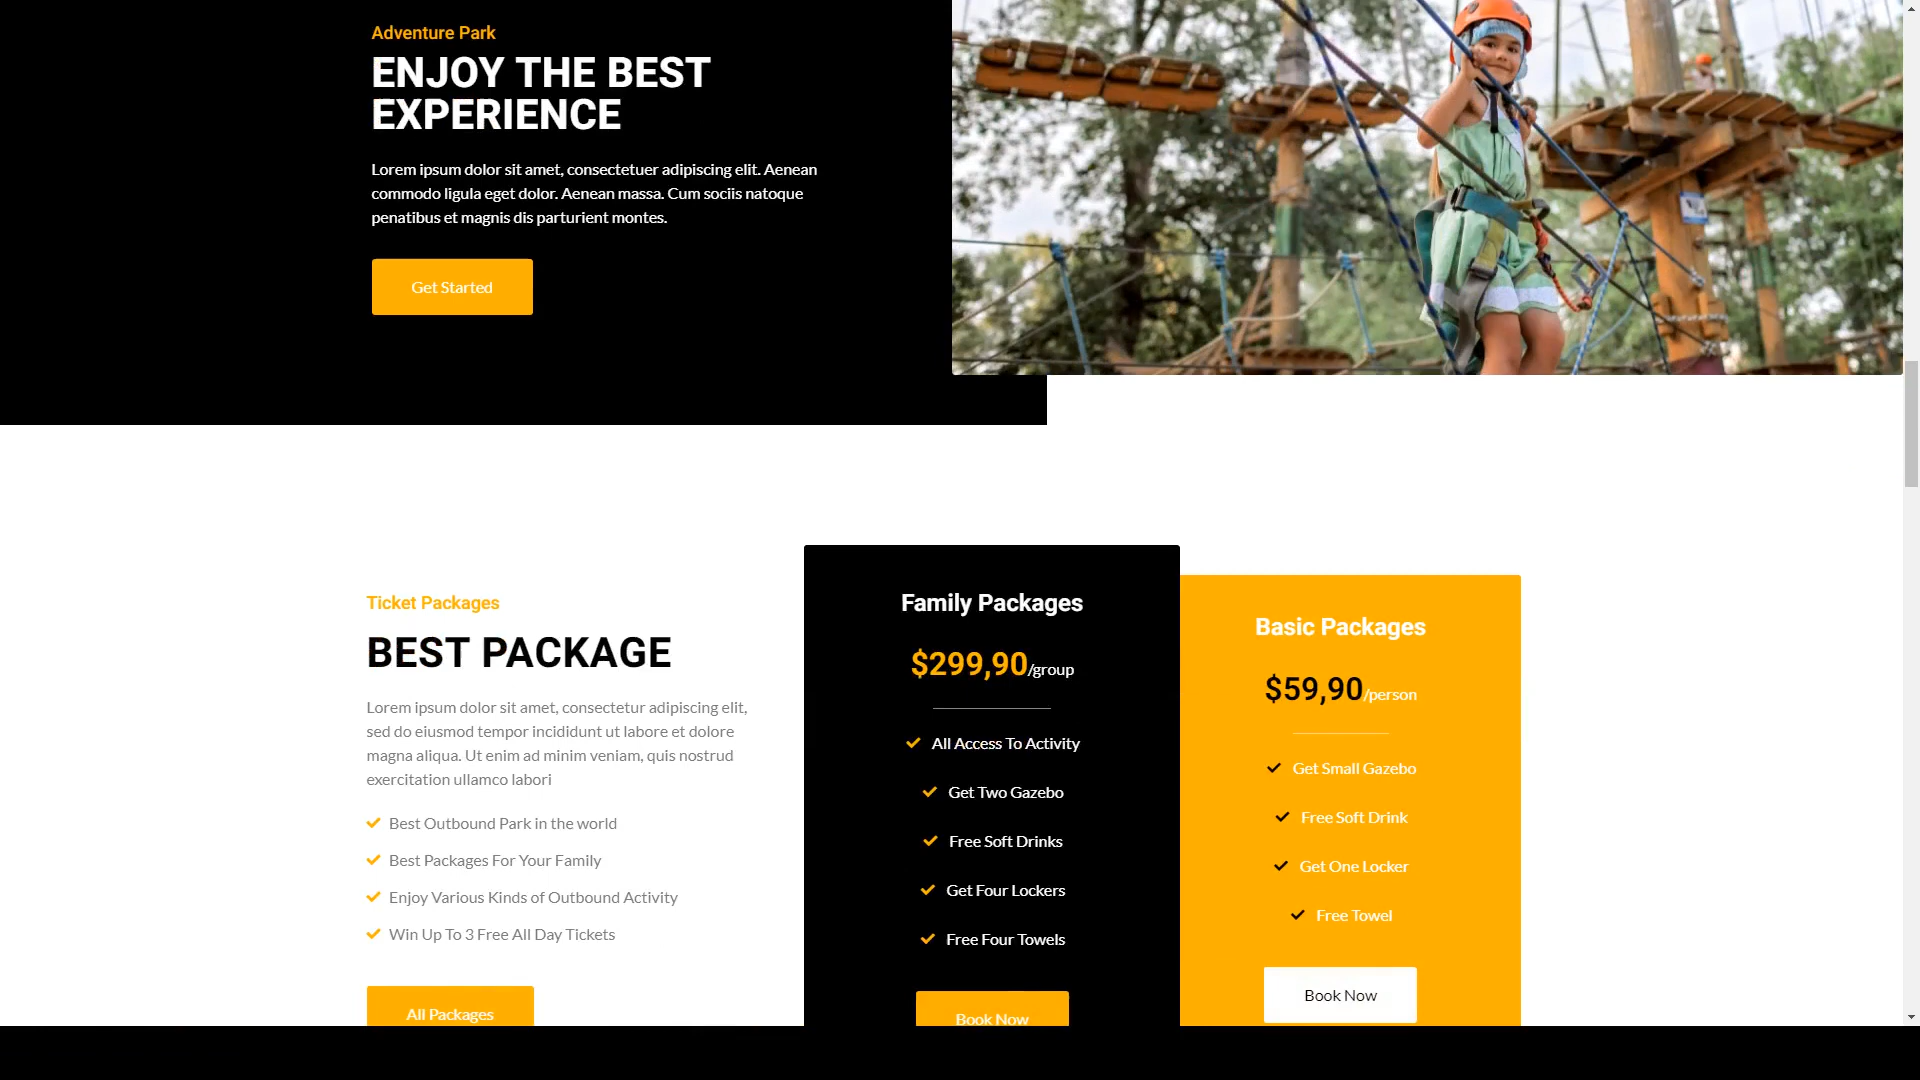 Adventure Park
ENJOY THE BEST
EXPERIENCE
Lorem ipsum dolor sit amet, consectetuer adipiscing elit. Aenean
commodo ligula eget dolor. Aenean massa. Cum sociis natoque
penatibus et magnis dis parturient montes.
Get Started
Ticket Packages
BEST PACKAGE
Lorem ipsum dolor sit amet, consectetur adipiscing elit,
sed do eiusmod tempor incididunt ut labore et dolore
magna aliqua. Ut enim ad minim veniam, quis nostrud
exercitation ullamco labori
Best Outbound Park in the world
Best Packages For Your Family
Enjoy Various Kinds of Outbound Activity
Win Up To 3 Free All Day Tickets
All Packages
Family Packages
$299,90/group
All Access To Activity
Get Two Gazebo
Free Soft Drinks
Get Four Lockers
Free Four Towels
Book Now
Basic Packages
$59,90/person
Get Small Gazebo
Free Soft Drink
Get One Locker
Free Towel
Book Now